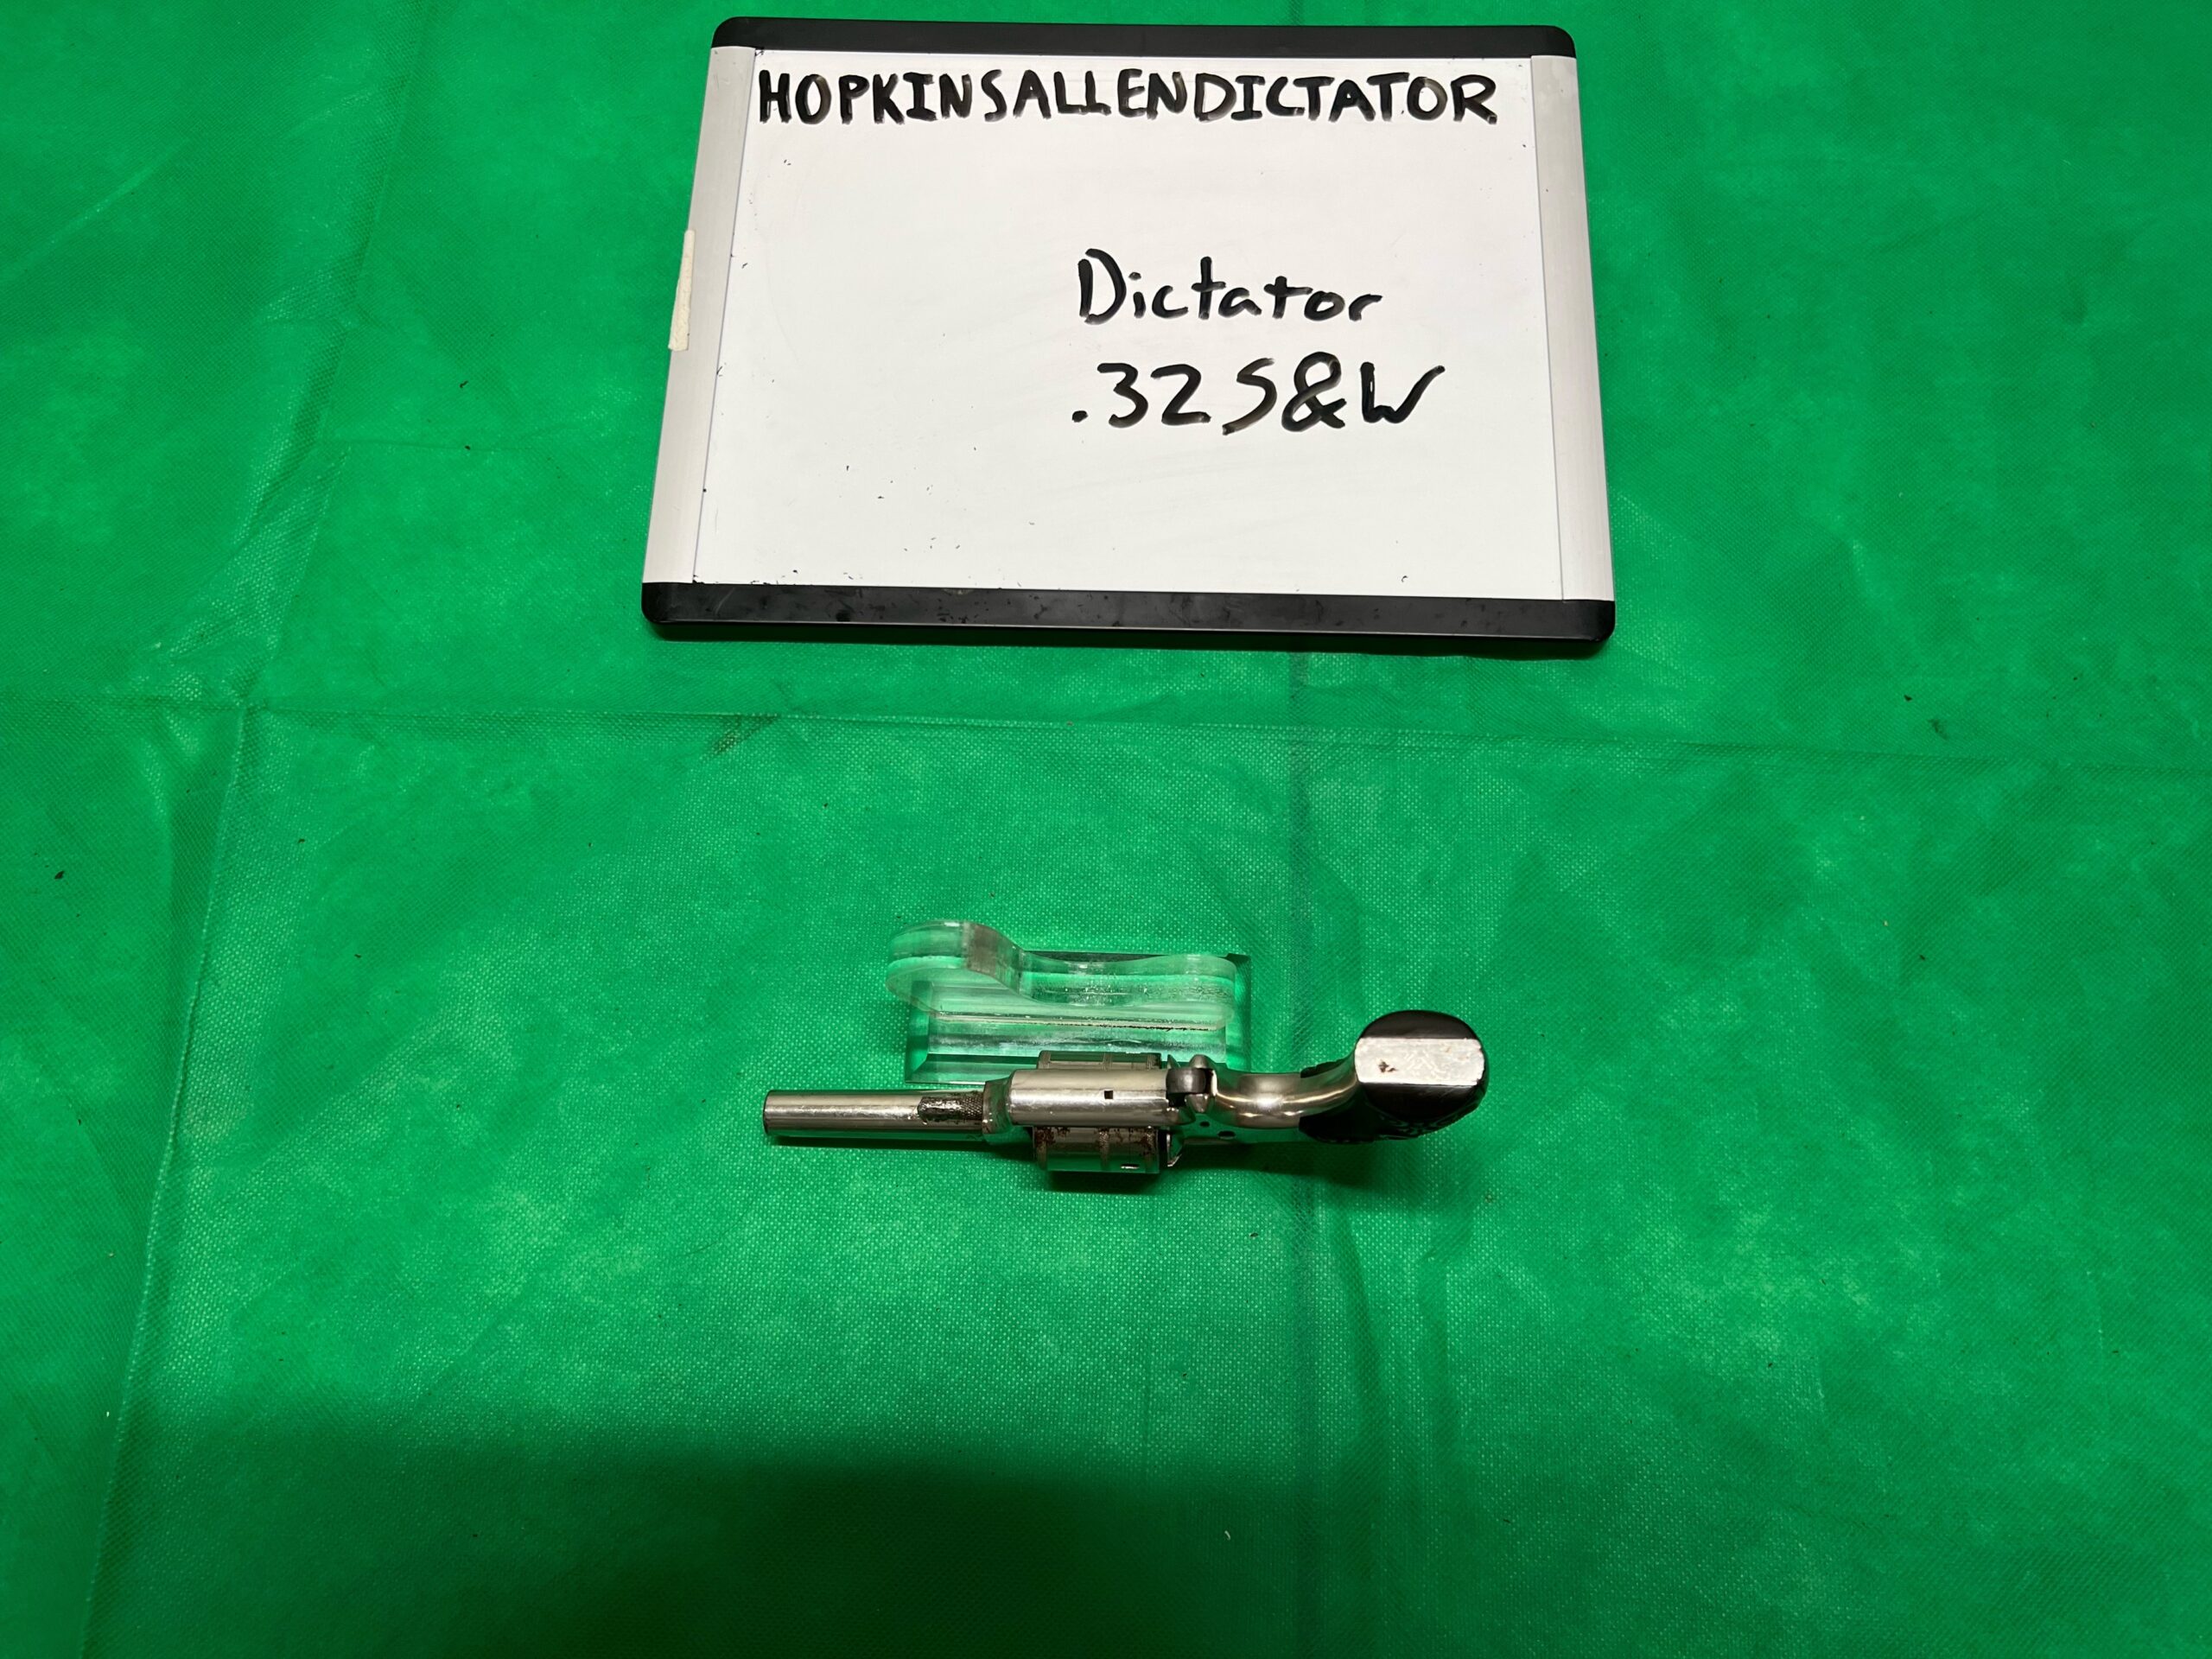 HOPKINSALLENDICTATOR
Dictator
.32 S&W